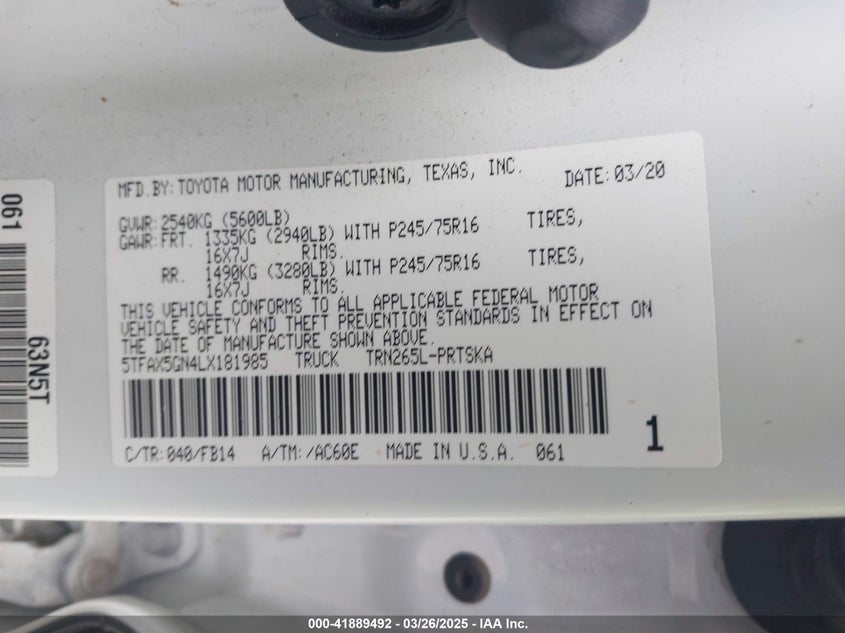 MFD.BY: TOYOTA MOTOR MANUFACTURING, TEXAS, INC. DATE: 03/20
GVWR: 2540KG (5600LB)
GAWR: FRT. 1335KG (2940LB) WITH P245/75R16 TIRES,
16X7J RIMS.
RR. 1490KG (3280LB) WITH P245/75R16 TIRES,
16X7J RIMS.
THIS VEHICLE CONFORMS TO ALL APPLICABLE FEDERAL MOTOR
VEHICLE SAFETY AND THEFT PREVENTION STANDARDS IN EFFECT ON
THE DATE OF MANUFACTURE SHOWN ABOVE.
5TFAX5GN4LX181985 TRUCK TRN265L-PRTSKA
1
C/TR: 040/FB14 A/TM: /AC60E MADE IN U.S.A. 061
061
63N5T
000-41889492 - 03/26/2025 - IAA Inc.